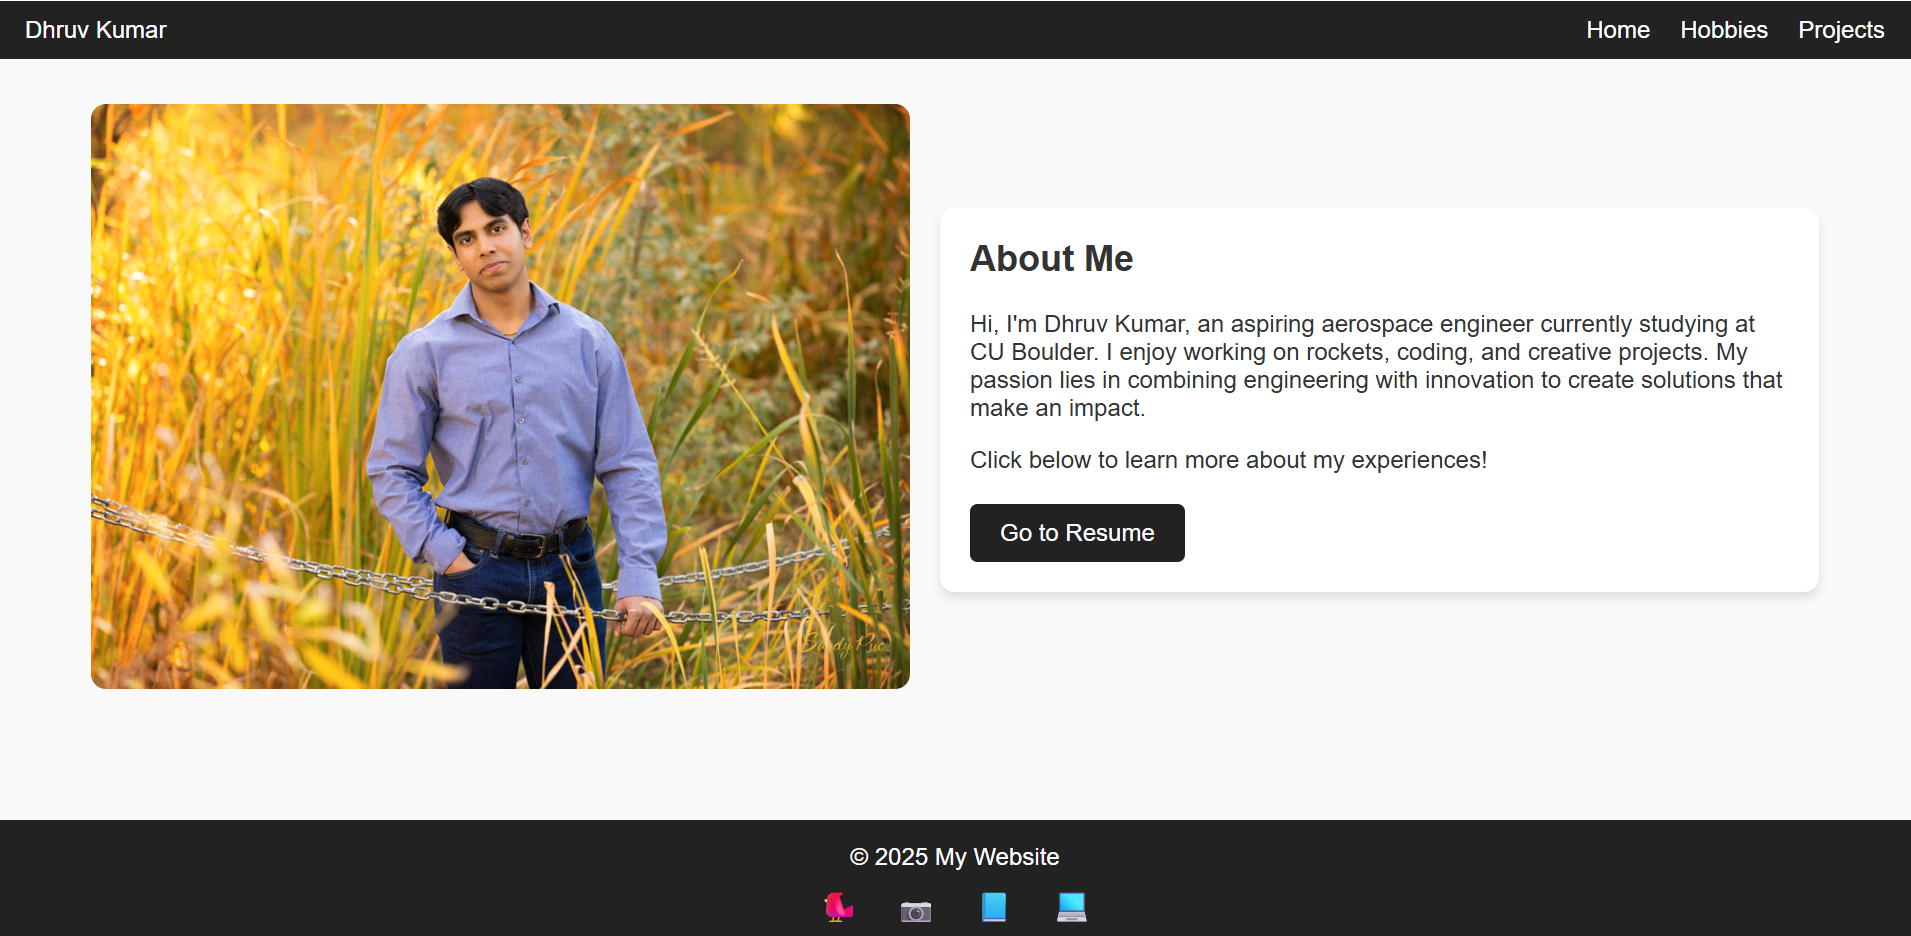 Dhruv Kumar
Home Hobbies Projects
About Me
Hi, I'm Dhruv Kumar, an aspiring aerospace engineer currently studying at
CU Boulder. I enjoy working on rockets, coding, and creative projects. My
passion lies in combining engineering with innovation to create solutions that
make an impact.
Click below to learn more about my experiences!
Go to Resume
© 2025 My Website